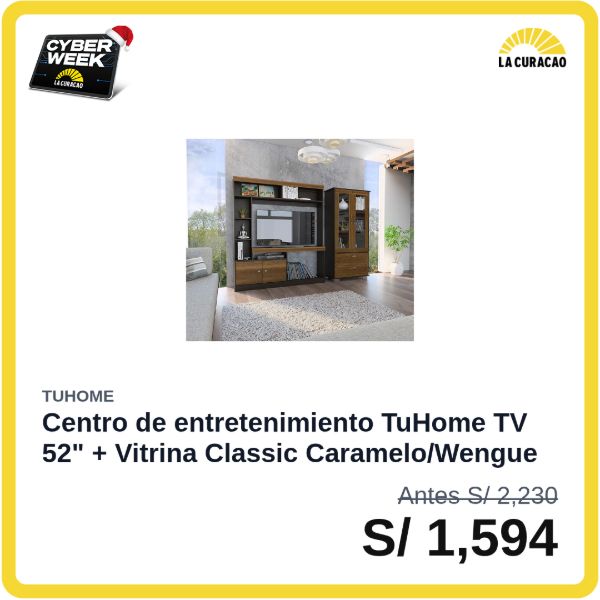 CYBER
WEEK
LA CURACAO
LA CURACAO
TUHOME
Centro de entretenimiento TuHome TV
52" + Vitrina Classic Caramelo/Wengue
Antes S/ 2,230
S/ 1,594